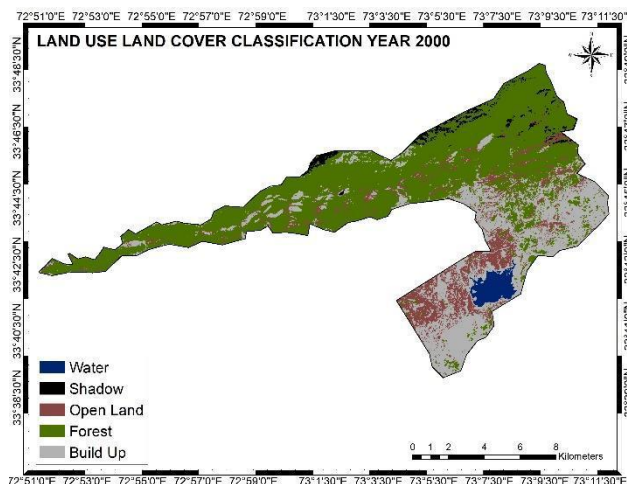 72°51'0"E 72°53'0"E 72°55'0"E 72°57'0"E 72°59'0"E 73°1'30"E 73°3'30"E 73°5'30"E 73°7'30"E 73°9'30"E 73°11'30"E
LAND USE LAND COVER CLASSIFICATION YEAR 2000
33°48'30"N
33°46'30"N
33°44'30"N
33°42'30"N
33°40'30"N
33°38'30"N
Water
Shadow
Open Land
Forest
Build Up
0 1 2 4 6 8
Kilometers
72°51'0"E 72°53'0"E 72°55'0"E 72°57'0"E 72°59'0"E 73°1'30"E 73°3'30"E 73°5'30"E 73°7'30"E 73°9'30"E 73°11'30"E